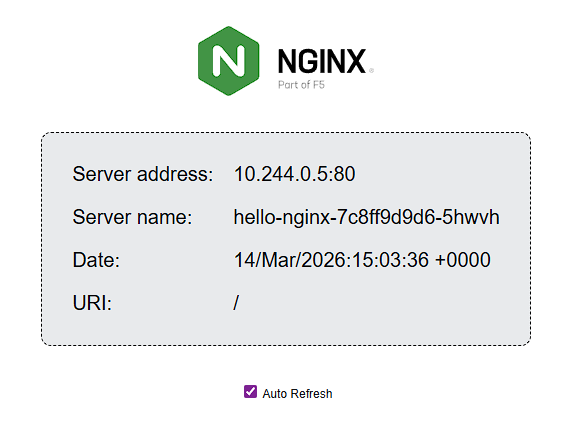 N NGINX®
Part of F5
Server address: 10.244.0.5:80
Server name: hello-nginx-7c8ff9d9d6-5hwvh
Date: 14/Mar/2026:15:03:36 +0000
URI: /
Auto Refresh